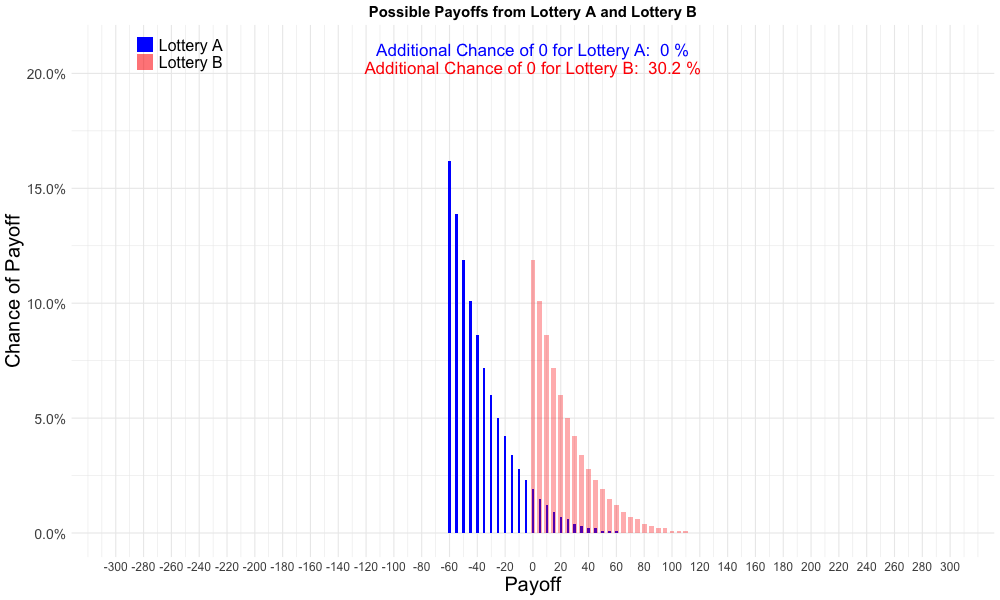 Possible Payoffs from Lottery A and Lottery B
Lottery A
Lottery B
Additional Chance of 0 for Lottery A:  0 %
Additional Chance of 0 for Lottery B:  30.2 %
Chance of Payoff
20.0%
15.0%
10.0%
5.0%
0.0%
-300 -280 -260 -240 -220 -200 -180 -160 -140 -120 -100 -80 -60 -40 -20 0 20 40 60 80 100 120 140 160 180 200 220 240 260 280 300
Payoff